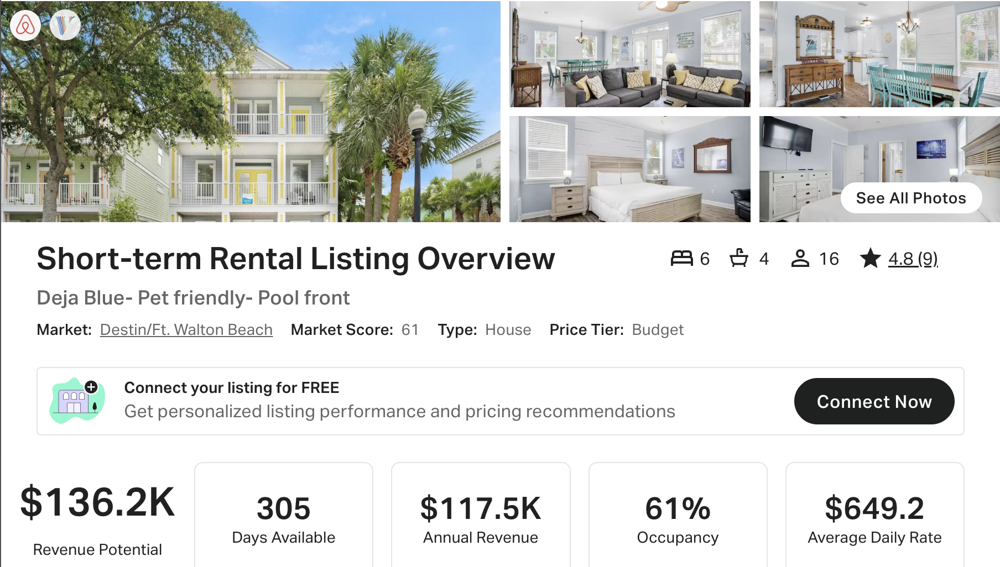 See All Photos
Short-term Rental Listing Overview
6
4
16
4.8 (9)
Deja Blue- Pet friendly- Pool front
Market: Destin/Ft. Walton Beach Market Score: 61 Type: House Price Tier: Budget
Connect your listing for FREE
Get personalized listing performance and pricing recommendations
Connect Now
$136.2K
Revenue Potential
305
Days Available
$117.5K
Annual Revenue
61%
Occupancy
$649.2
Average Daily Rate